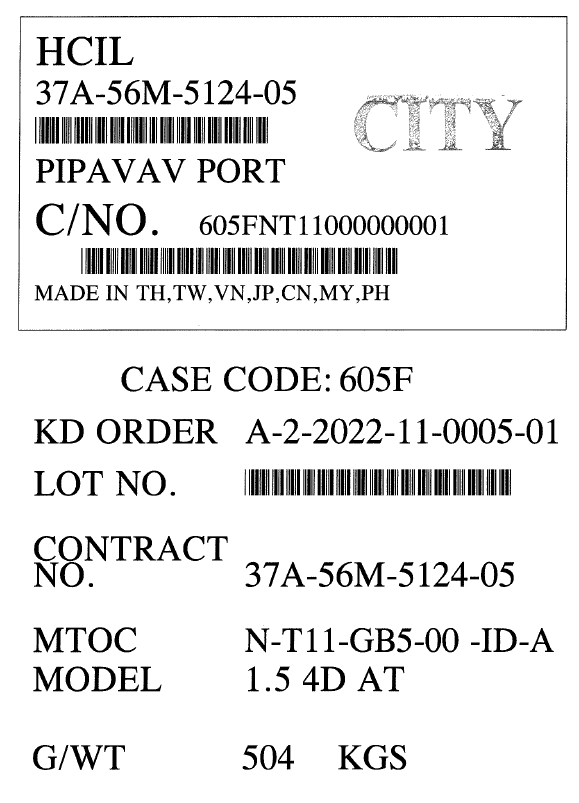 HCIL
37A-56M-5124-05
CITY
PIPAVAV PORT
C/NO. 605FNT11000000001
MADE IN TH,TW,VN,JP,CN,MY,PH
CASE CODE: 605F
KD ORDER A-2-2022-11-0005-01
LOT NO.
CONTRACT
NO. 37A-56M-5124-05
MTOC N-T11-GB5-00 -ID-A
MODEL 1.5 4D AT
G/WT 504 KGS